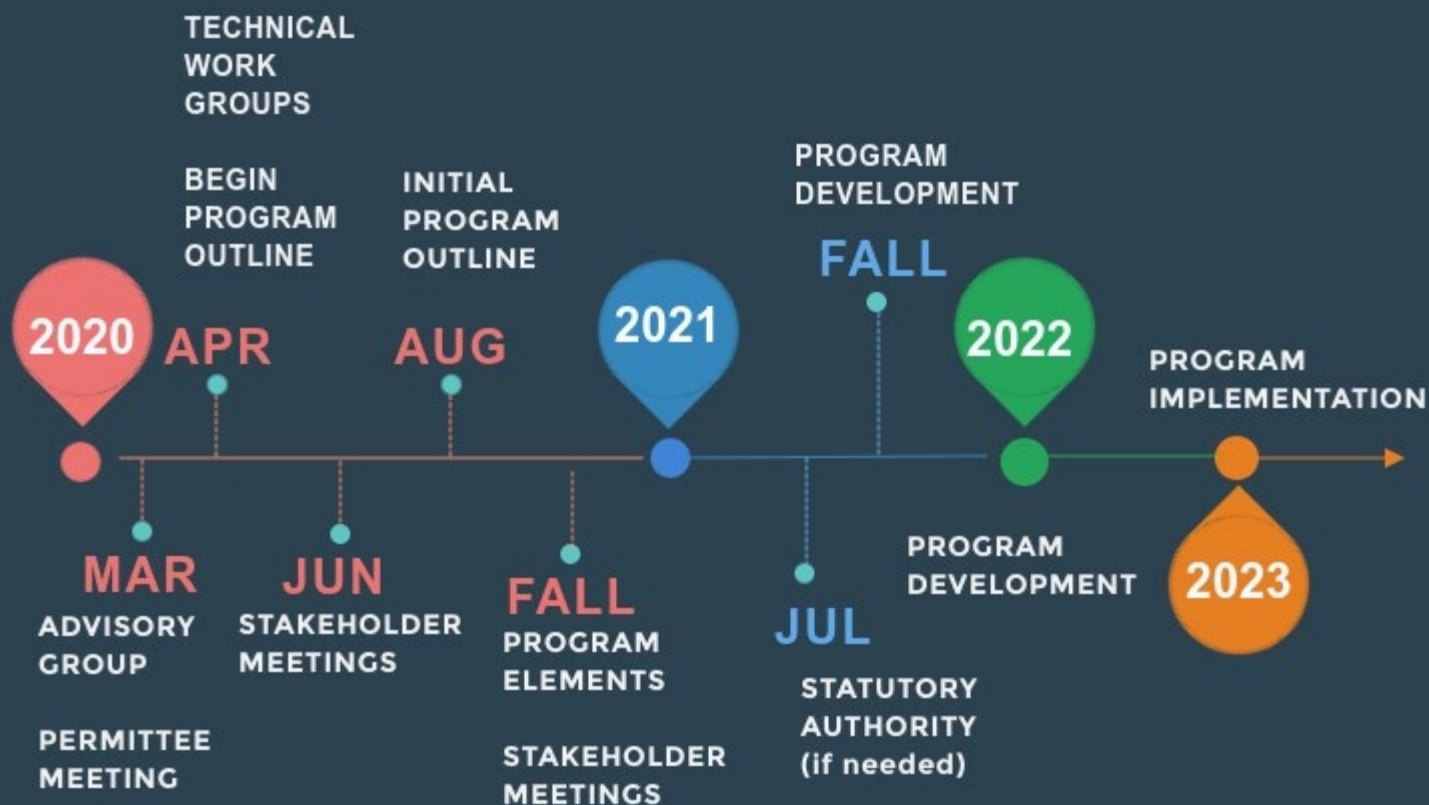 TECHNICAL
WORK
GROUPS
BEGIN
PROGRAM
OUTLINE
INITIAL
PROGRAM
OUTLINE
PROGRAM
DEVELOPMENT
FALL
2020
APR
AUG
2021
2022
PROGRAM
IMPLEMENTATION
MAR
ADVISORY
GROUP
PERMITTEE
MEETING
JUN
STAKEHOLDER
MEETINGS
FALL
PROGRAM
ELEMENTS
STAKEHOLDER
MEETINGS
JUL
STATUTORY
AUTHORITY
(if needed)
PROGRAM
DEVELOPMENT
2023